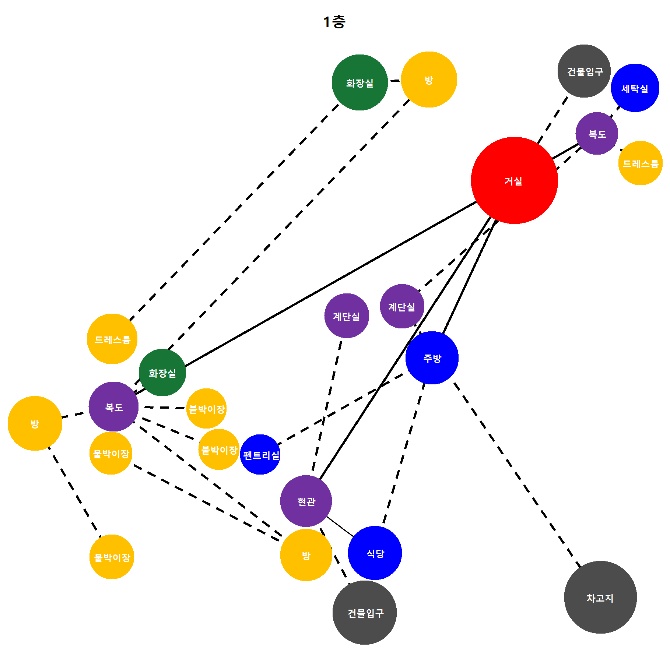 1층
화장실
방
건물입구
세탁실
복도
드레스룸
거실
계단실
계단실
드레스룸
주방
화장실
복도
붙박이장
방
붙박이장
붙박이장
팬트리실
현관
방
식당
붙박이장
차고지
건물입구